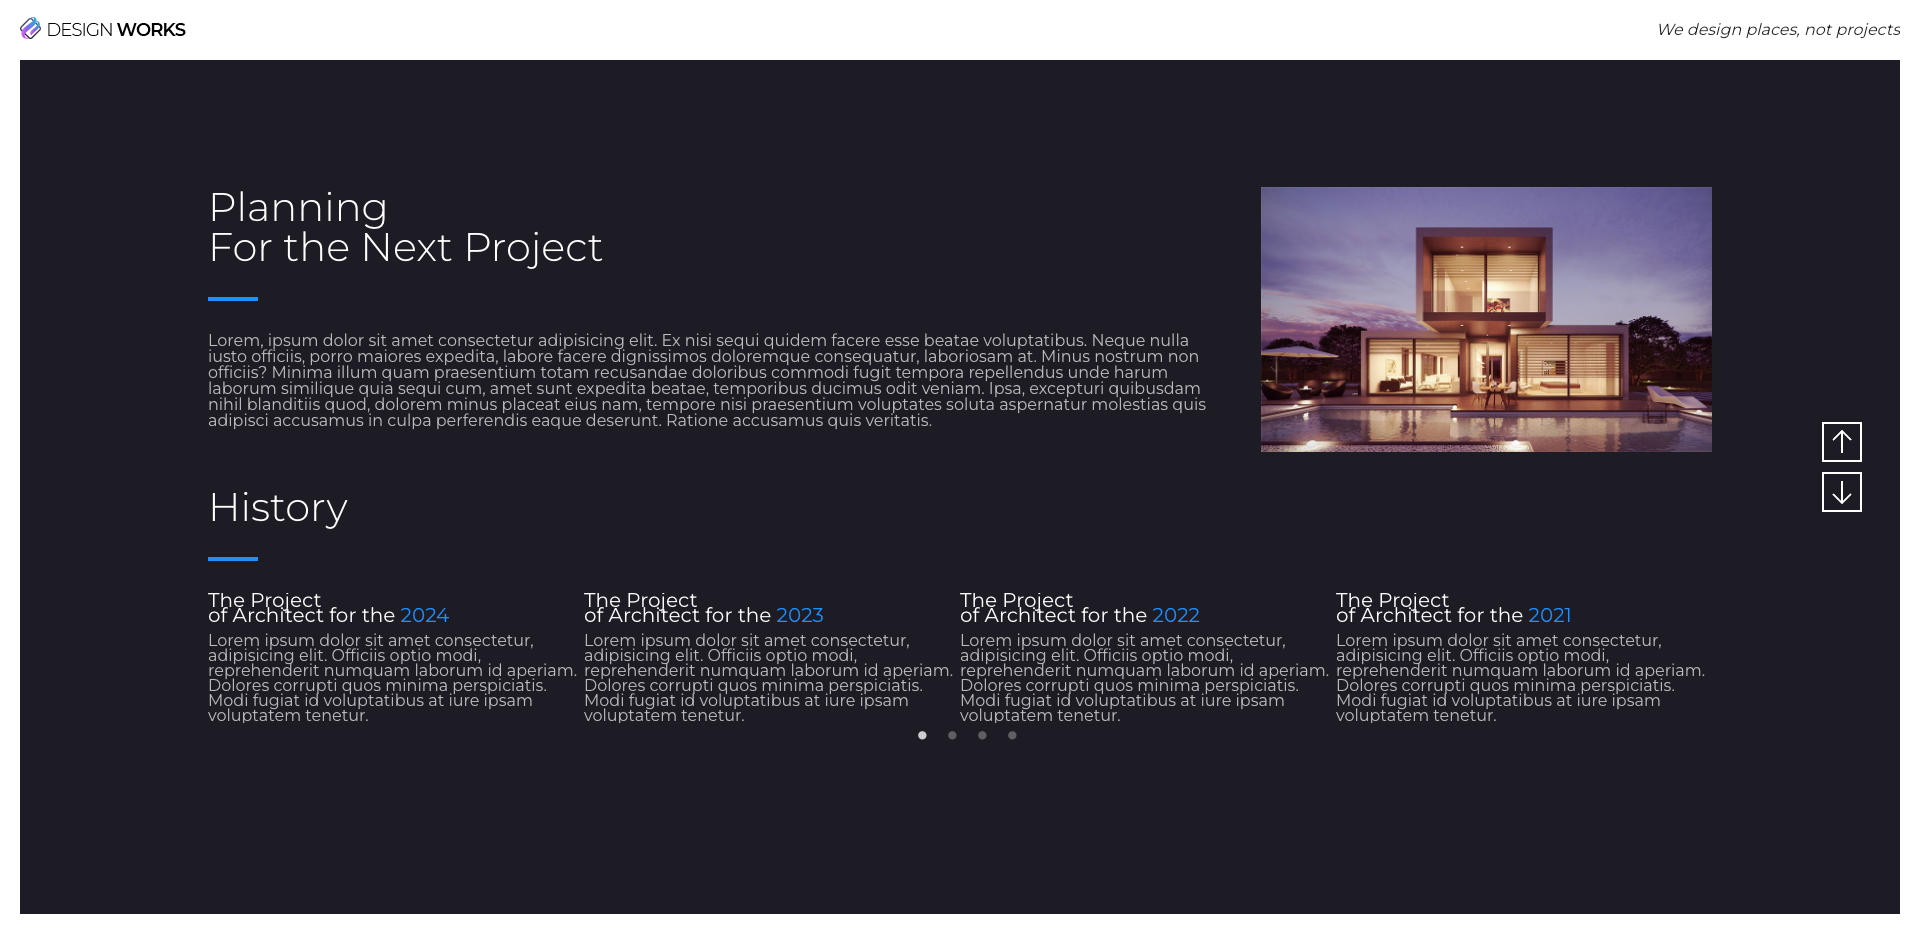 DESIGN WORKS
We design places, not projects
Planning
For the Next Project
Lorem, ipsum dolor sit amet consectetur adipisicing elit. Ex nisi sequi quidem facere esse beatae voluptatibus. Neque nulla
iusto officiis, porro maiores expedita, labore facere dignissimos doloremque consequatur, laboriosam at. Minus nostrum non
officiis? Minima illum quam praesentium totam recusandae doloribus commodi fugit tempora repellendus unde harum
laborum similique quia sequi cum, amet sunt expedita beatae, temporibus ducimus odit veniam. Ipsa, excepturi quibusdam
nihil blanditiis quod, dolorem minus placeat eius nam, tempore nisi praesentium voluptates soluta aspernatur molestias quis
adipisci accusamus in culpa perferendis eaque deserunt. Ratione accusamus quis veritatis.
History
The Project
of Architect for the 2024
Lorem ipsum dolor sit amet consectetur,
adipisicing elit. Officiis optio modi,
reprehenderit numquam laborum id aperiam.
Dolores corrupti quos minima perspiciatis.
Modi fugiat id voluptatibus at iure ipsam
voluptatem tenetur.
The Project
of Architect for the 2023
Lorem ipsum dolor sit amet consectetur,
adipisicing elit. Officiis optio modi,
reprehenderit numquam laborum id aperiam.
Dolores corrupti quos minima perspiciatis.
Modi fugiat id voluptatibus at iure ipsam
voluptatem tenetur.
The Project
of Architect for the 2022
Lorem ipsum dolor sit amet consectetur,
adipisicing elit. Officiis optio modi,
reprehenderit numquam laborum id aperiam.
Dolores corrupti quos minima perspiciatis.
Modi fugiat id voluptatibus at iure ipsam
voluptatem tenetur.
The Project
of Architect for the 2021
Lorem ipsum dolor sit amet consectetur,
adipisicing elit. Officiis optio modi,
reprehenderit numquam laborum id aperiam.
Dolores corrupti quos minima perspiciatis.
Modi fugiat id voluptatibus at iure ipsam
voluptatem tenetur.